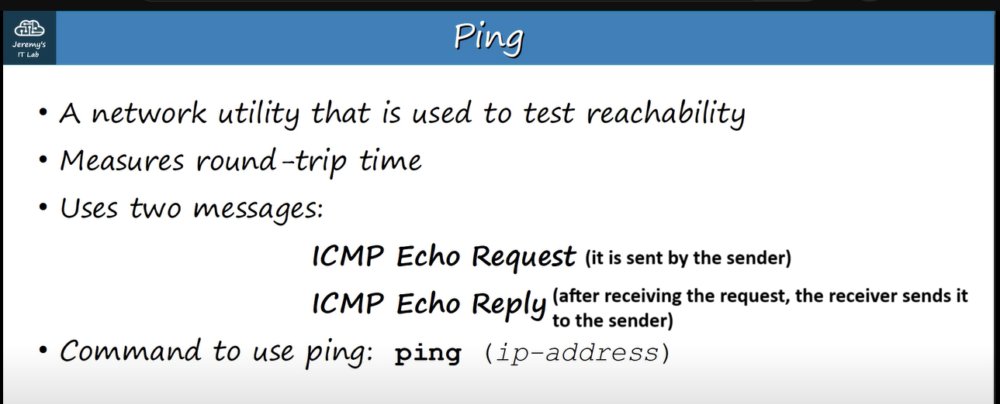 Jeremy's
IT Lab
Ping
• A network utility that is used to test reachability
• Measures round-trip time
• Uses two messages:
ICMP Echo Request (it is sent by the sender)
ICMP Echo Reply (after receiving the request, the receiver sends it
to the sender)
• Command to use ping: ping (ip-address)